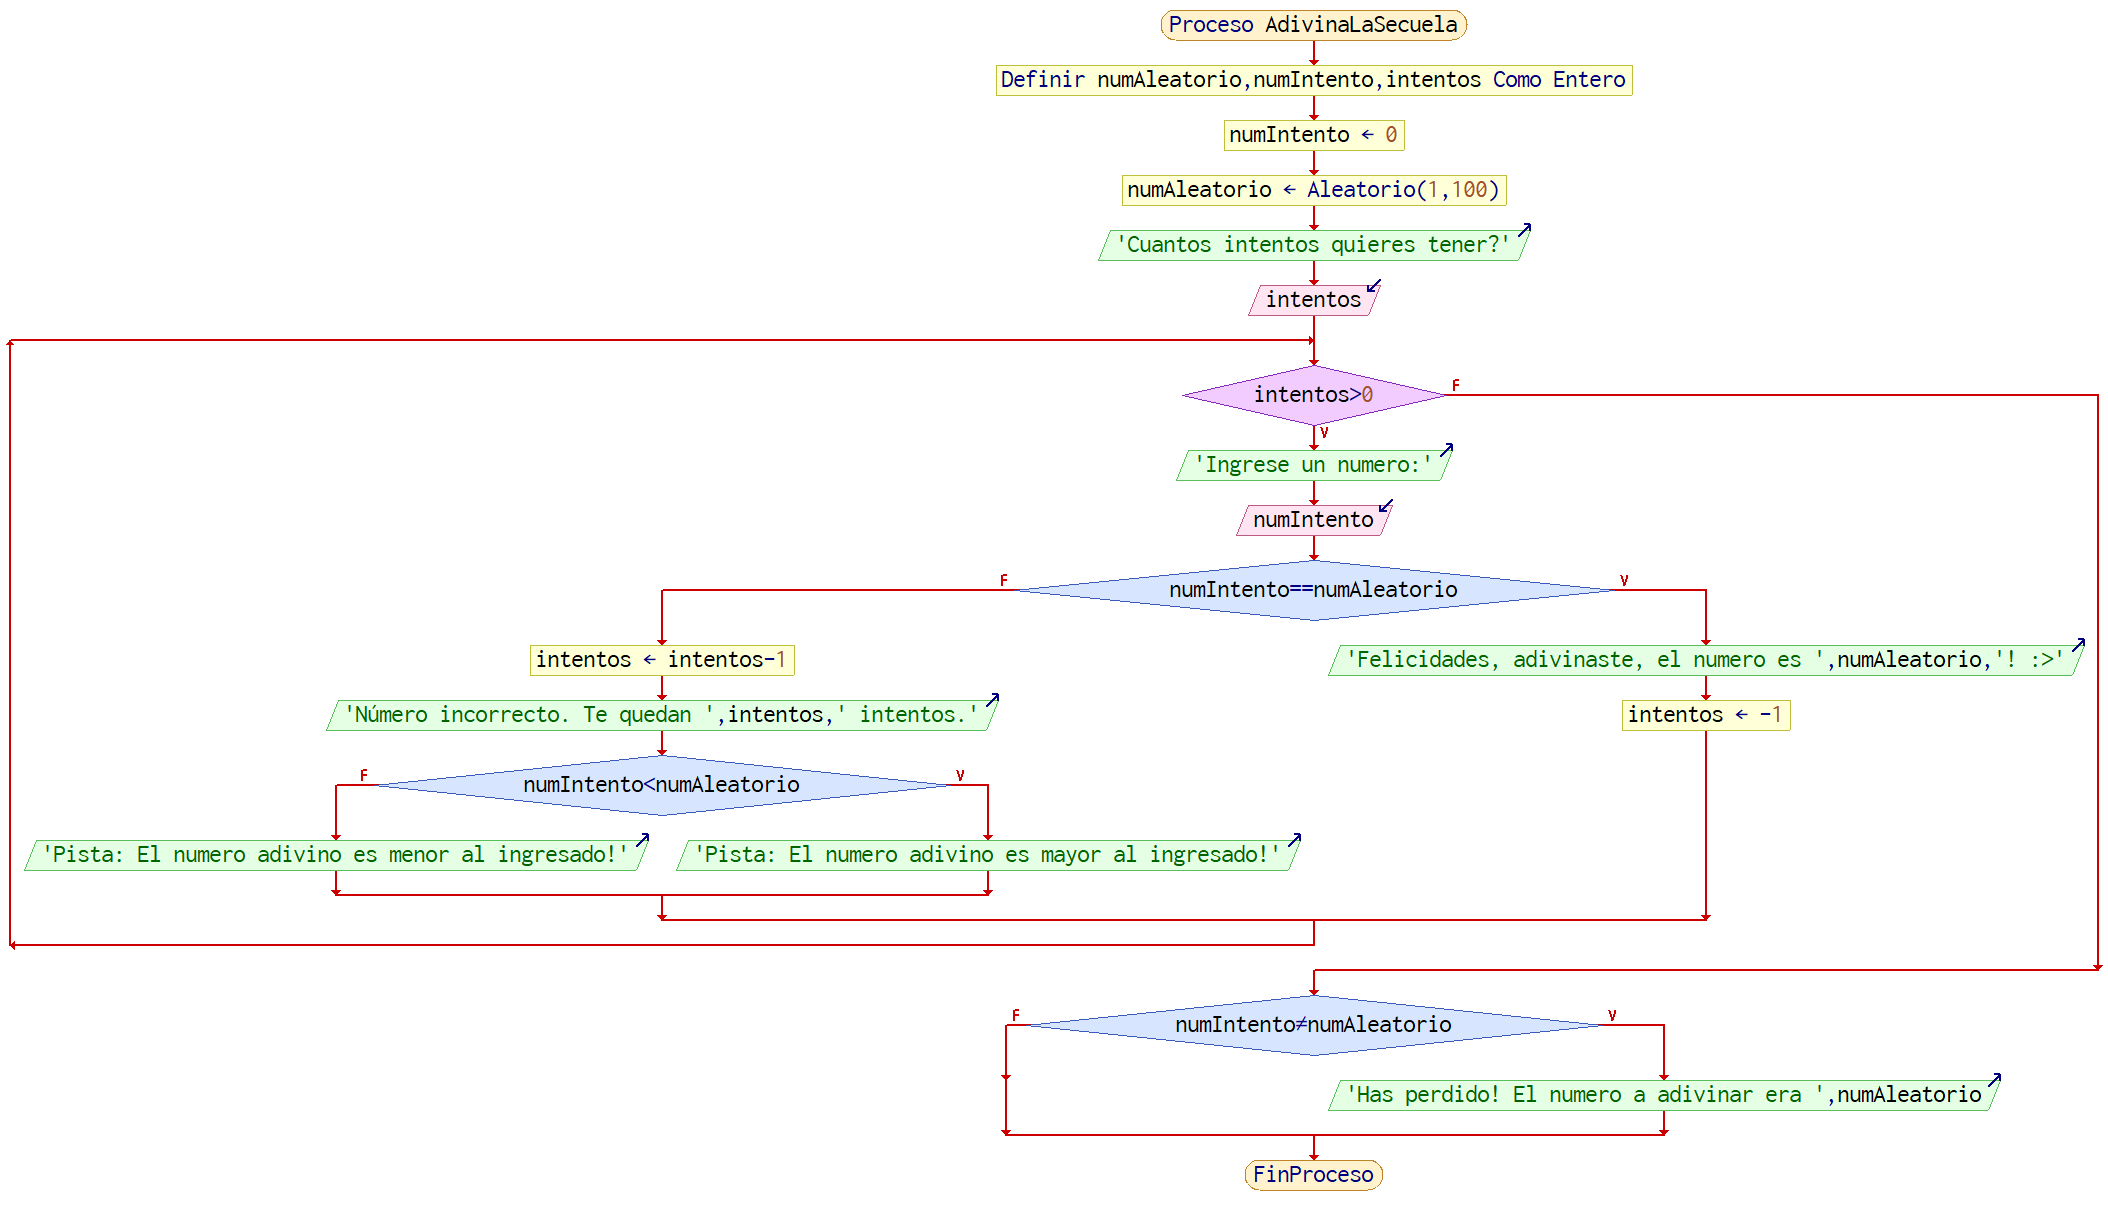 Proceso AdivinaLaSecuela
Definir numAleatorio,numIntento,intentos Como Entero
numIntento ← 0
numAleatorio ← Aleatorio(1,100)
'Cuantos intentos quieres tener?'
intentos
intentos>0
F
V
'Ingrese un numero:'
numIntento
numIntento==numAleatorio
F
V
intentos ← intentos-1
'Felicidades, adivinaste, el numero es ',numAleatorio,'! :>'
'Número incorrecto. Te quedan ',intentos,' intentos.'
intentos ← -1
numIntento<numAleatorio
F
V
'Pista: El numero adivino es menor al ingresado!'
'Pista: El numero adivino es mayor al ingresado!'
numIntento≠numAleatorio
F
V
'Has perdido! El numero a adivinar era ',numAleatorio
FinProceso